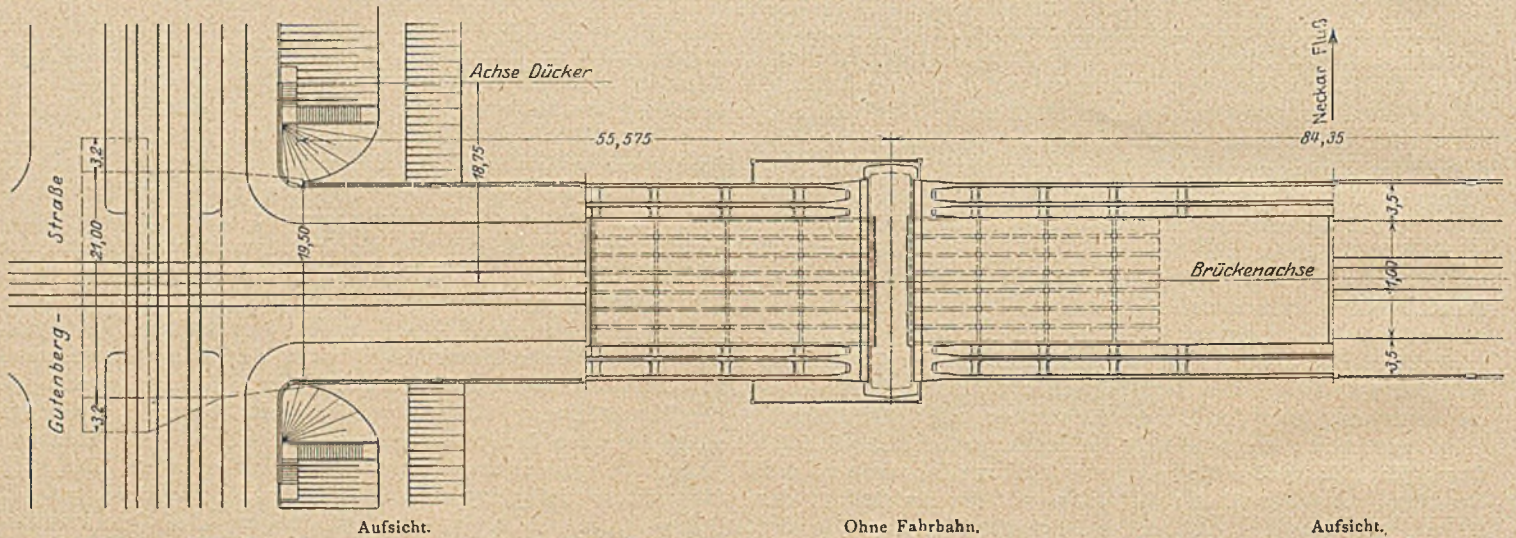 Achse Dücker
Neckar Fluß
55,575
84,35
18,75
3,2
Gutenberg- Straße
21,00
19,50
3,2
3,5
Brückenachse
11,00
3,5
Aufsicht.
Ohne Fahrbahn.
Aufsicht.